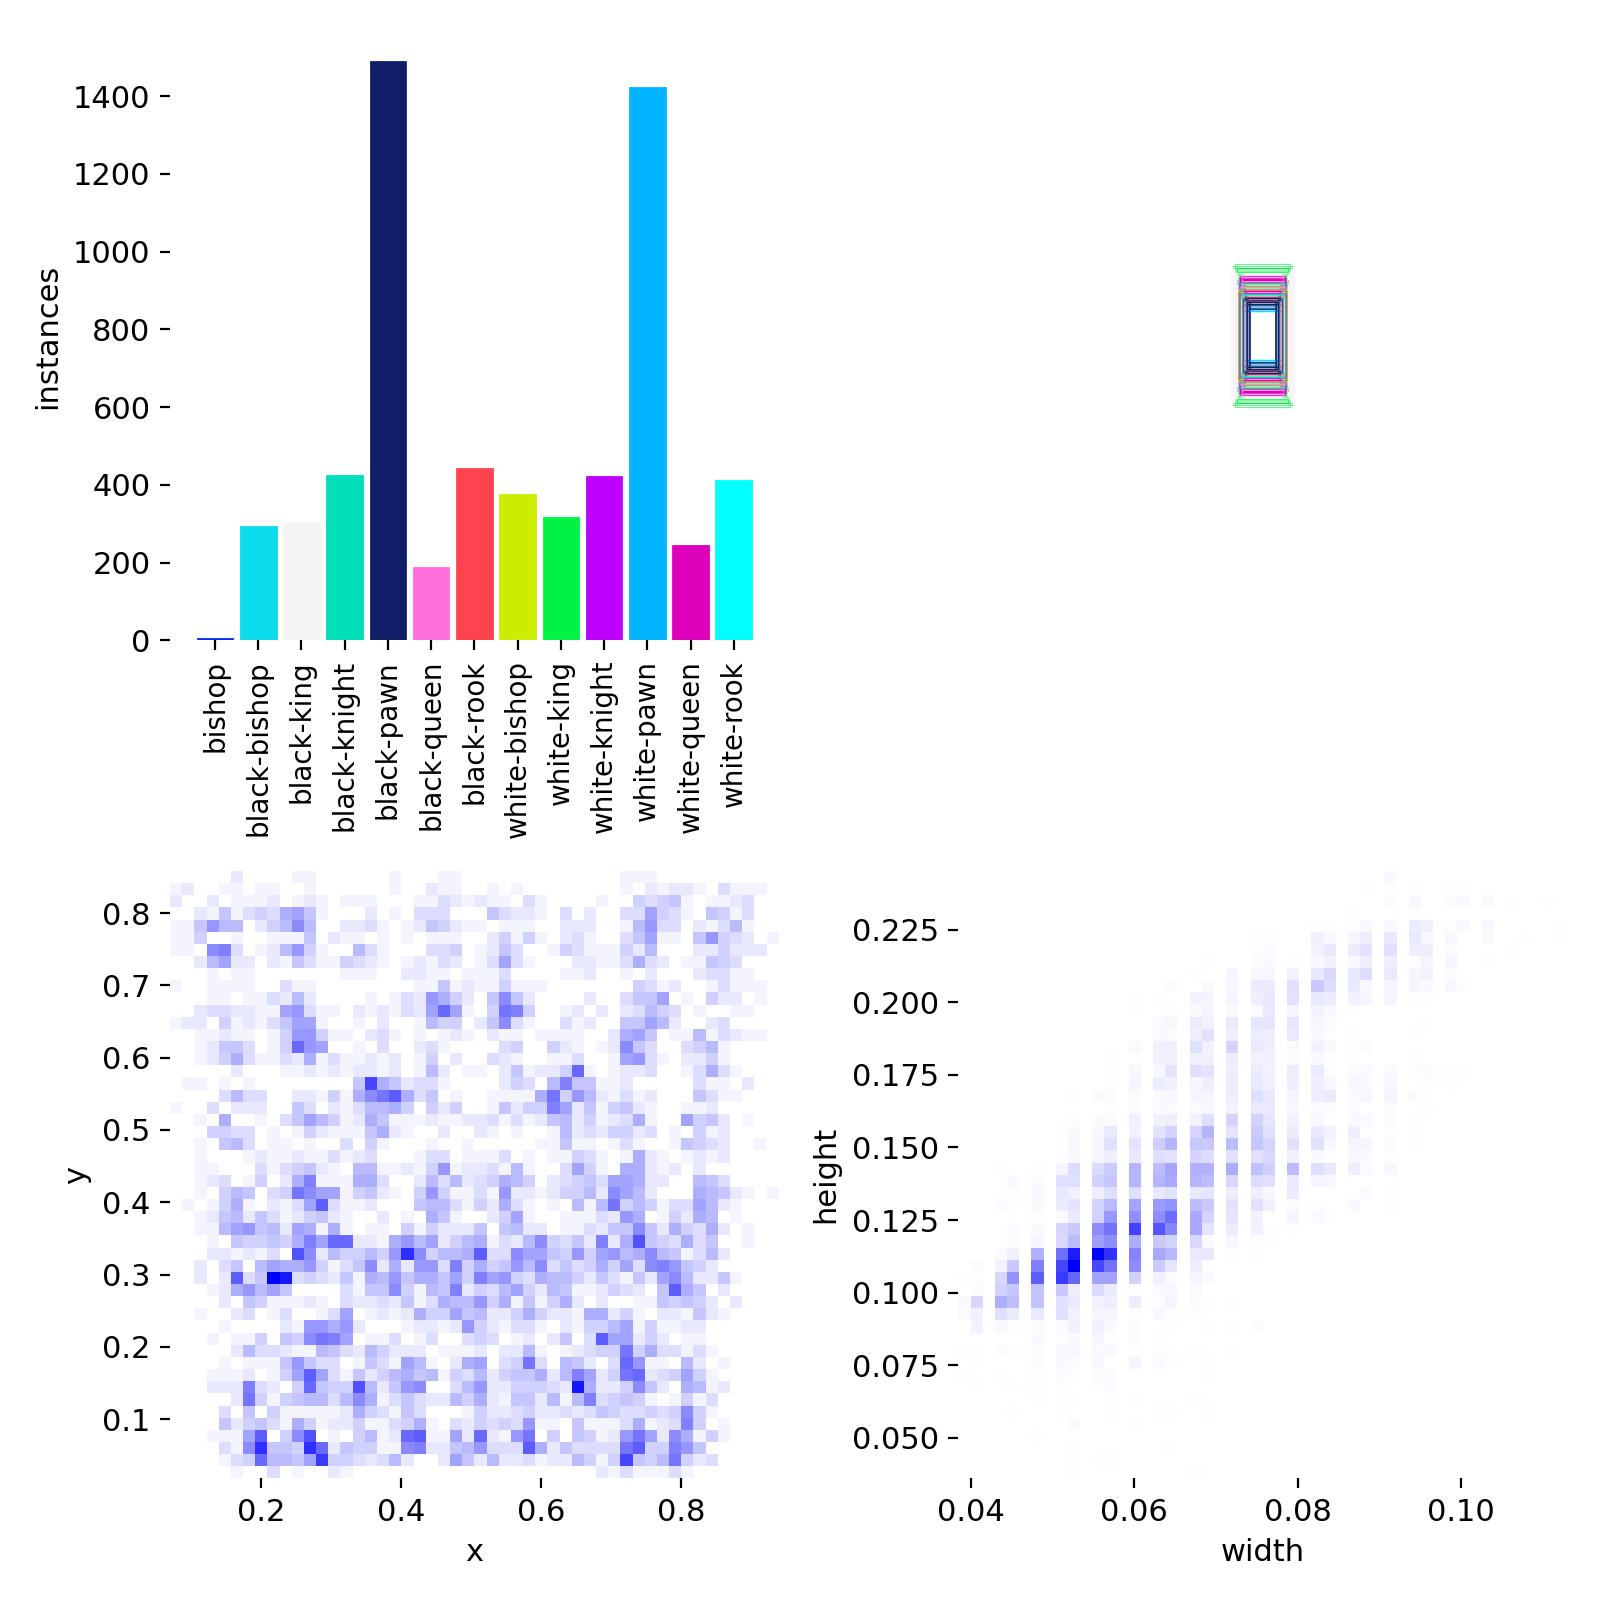 1400
1200
1000
800
600
400
200
0
instances
bishop
black-bishop
black-king
black-knight
black-pawn
black-queen
black-rook
white-bishop
white-king
white-knight
white-pawn
white-queen
white-rook
0.8
0.7
0.6
0.5
0.4
0.3
0.2
0.1
y
0.2 0.4 0.6 0.8
x
0.225
0.200
0.175
0.150
0.125
0.100
0.075
0.050
height
0.04 0.06 0.08 0.10
width